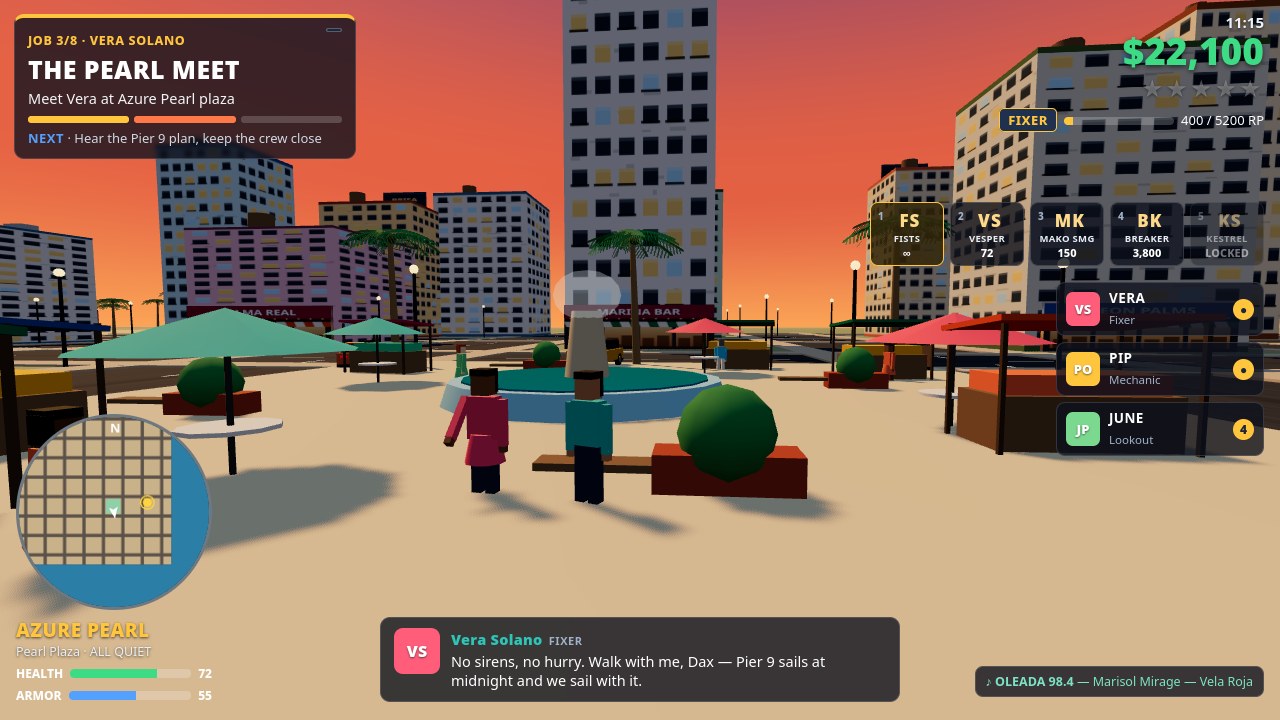 JOB 3/8 · VERA SOLANO
THE PEARL MEET
Meet Vera at Azure Pearl plaza
NEXT · Hear the Pier 9 plan, keep the crew close
11:15
$22,100
FIXER
400 / 5200 RP
1 FS
FISTS
∞
2 VS
VESPER
72
3 MK
MAKO SMG
150
4 BK
BREAKER
3,800
5 KS
KESTREL
LOCKED
VS VERA
Fixer
PO PIP
Mechanic
JP JUNE
Lookout
4
MARINA BAR
REAL
PALMS
N
AZURE PEARL
Pearl Plaza · ALL QUIET
HEALTH 72
ARMOR 55
VS
Vera Solano FIXER
No sirens, no hurry. Walk with me, Dax — Pier 9 sails at
midnight and we sail with it.
♪ OLEADA 98.4 — Marisol Mirage — Vela Roja